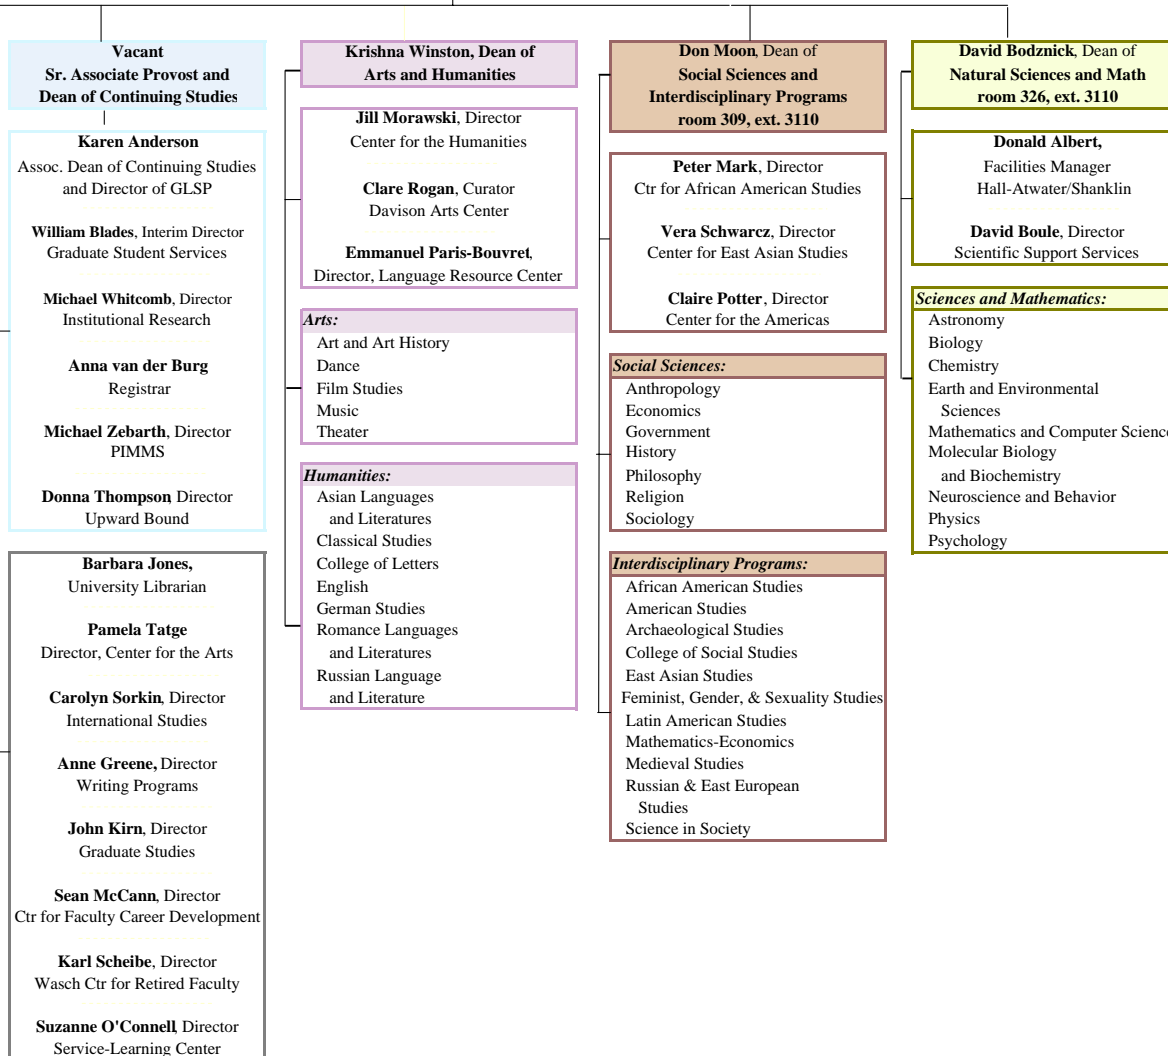 Vacant
Sr. Associate Provost and
Dean of Continuing Studies
Karen Anderson
Assoc. Dean of Continuing Studies
and Director of GLSP
William Blades, Interim Director
Graduate Student Services
Michael Whitcomb, Director
Institutional Research
Anna van der Burg
Registrar
Michael Zebarth, Director
PIMMS
Donna Thompson, Director
Upward Bound
Barbara Jones,
University Librarian
Pamela Tatge
Director, Center for the Arts
Carolyn Sorkin, Director
International Studies
Anne Greene, Director
Writing Programs
John Kirn, Director
Graduate Studies
Sean McCann, Director
Ctr for Faculty Career Development
Karl Scheibe, Director
Wasch Ctr for Retired Faculty
Suzanne O'Connell, Director
Service-Learning Center
Krishna Winston, Dean of
Arts and Humanities
Jill Morawski, Director
Center for the Humanities
Clare Rogan, Curator
Davison Arts Center
Emmanuel Paris-Bouvret,
Director, Language Resource Center
Arts:
Art and Art History
Dance
Film Studies
Music
Theater
Humanities:
Asian Languages
and Literatures
Classical Studies
College of Letters
English
German Studies
Romance Languages
and Literatures
Russian Language
and Literature
Don Moon, Dean of
Social Sciences and
Interdisciplinary Programs
room 309, ext. 3110
Peter Mark, Director
Ctr for African American Studies
Vera Schwarcz, Director
Center for East Asian Studies
Claire Potter, Director
Center for the Americas
Social Sciences:
Anthropology
Economics
Government
History
Philosophy
Religion
Sociology
Interdisciplinary Programs:
African American Studies
American Studies
Archaeological Studies
College of Social Studies
East Asian Studies
Feminist, Gender, & Sexuality Studies
Latin American Studies
Mathematics-Economics
Medieval Studies
Russian & East European
Studies
Science in Society
David Bodznick, Dean of
Natural Sciences and Math
room 326, ext. 3110
Donald Albert,
Facilities Manager
Hall-Atwater/Shanklin
David Boule, Director
Scientific Support Services
Sciences and Mathematics:
Astronomy
Biology
Chemistry
Earth and Environmental
Sciences
Mathematics and Computer Science
Molecular Biology
and Biochemistry
Neuroscience and Behavior
Physics
Psychology